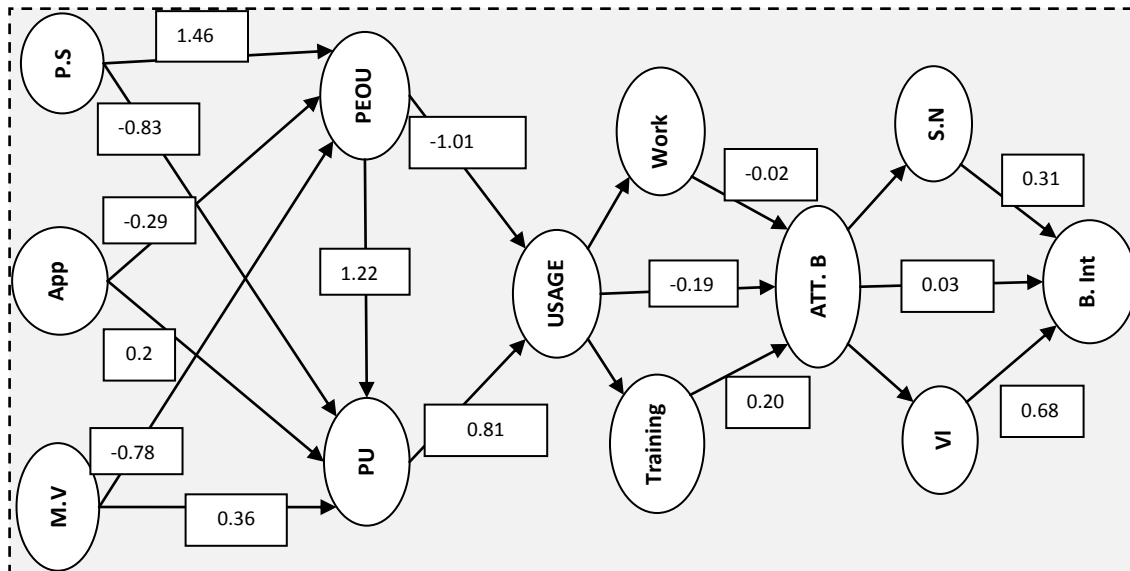 P.S
1.46
PEOU
-0.83
-1.01
Work
-0.02
S.N
0.31
App
-0.29
1.22
USAGE
-0.19
ATT. B
0.03
B. Int
0.2
0.81
Training
0.20
VI
0.68
M.V
-0.78
0.36
PU